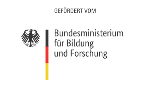 GEFÖRDERT VOM
Bundesministerium
für Bildung
und Forschung